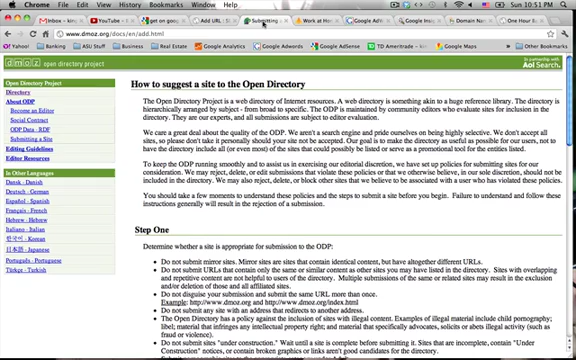 Chrome File Edit View History Bookmarks Window Help
Sun 10:51 PM
Inbox - king
YouTube -
get on goog
Add URL
Submitting
Work at Ho
Google Ad
Google Insi
Domain Nam
One Hour B
www.dmoz.org/docs/en/add.html
Yahoo! Banking ASU Stuff Business Real Estate Google Analytics Google Adwords Google AdSense TD Ameritrade HostGator Other Bookmarks
dmoz open directory project
In partnership with
Aol Search.
Open Directory Project
Directory
About ODP
Become an Editor
Social Contract
ODP Data - RDF
Submitting a Site
Editing Guidelines
Editor Resources
In Other Languages
Dansk - Danish
Deutsch - German
Español - Spanish
Français - French
Italiano - Italian
한국어 - Korean
日本語 - Japanese
Türkçe - Turkish
How to suggest a site to the Open Directory
The Open Directory Project is a web directory of Internet resources. A web directory is something akin to a huge reference library. The directory is
hierarchically arranged by subject - from broad to specific. The ODP is maintained by community editors who evaluate sites for inclusion in
the directory. They are our experts, and all submissions are subject to editor evaluation.
We care a great deal about the quality of the ODP. We aren't a search engine and pride ourselves on being highly selective. We don't accept all
sites, so please don't take it personally should your site not be accepted. Our goal is to make the directory as useful as possible for our users, not to
have the directory include all (or even most) of the sites that could possibly be listed or serve as a promotional tool for the entities listed.
To keep the ODP running smoothly and to assist us in exercising our editorial discretion, we have set up policies for submitting sites for our
consideration. We may reject, delete, or edit submissions that violate these policies or that we otherwise believe, in our sole discretion, should not be
included in the directory. We may also reject, delete, or block other sites that we believe to be associated with a user who has violated these policies.
You should take a few moments to understand these policies and the steps to submit a site before you begin. Failure to understand and follow these
instructions generally will result in the rejection of a submission.
Step One
Determine whether a site is appropriate for submission to the ODP:
Do not submit mirror sites. Mirror sites are sites that contain identical content, but have altogether different URLs.
Do not submit URLs that contain only the same or similar content as other sites you may have listed in the directory. Sites with overlapping
and repetitive content are not helpful to users of the directory. Multiple submissions of the same or related sites may result in the
exclusion and/or deletion of those and all affiliated sites.
Do not disguise your submission and submit the same URL more than once.
Example: http://www.dmoz.org and http://www.dmoz.org/index.html
Do not submit any site with an address that redirects to another address.
The Open Directory has a policy against the inclusion of sites with illegal content. Examples of illegal material include child pornography;
libel; material that infringes any intellectual property right; and material that specifically advocates, solicits or abets illegal activity (such as
fraud or violence).
Do not submit sites "under construction." Wait until a site is complete before submitting it. Sites that are incomplete, contain "Under
Construction" notices, or contain broken graphics or links aren't good candidates for the directory.